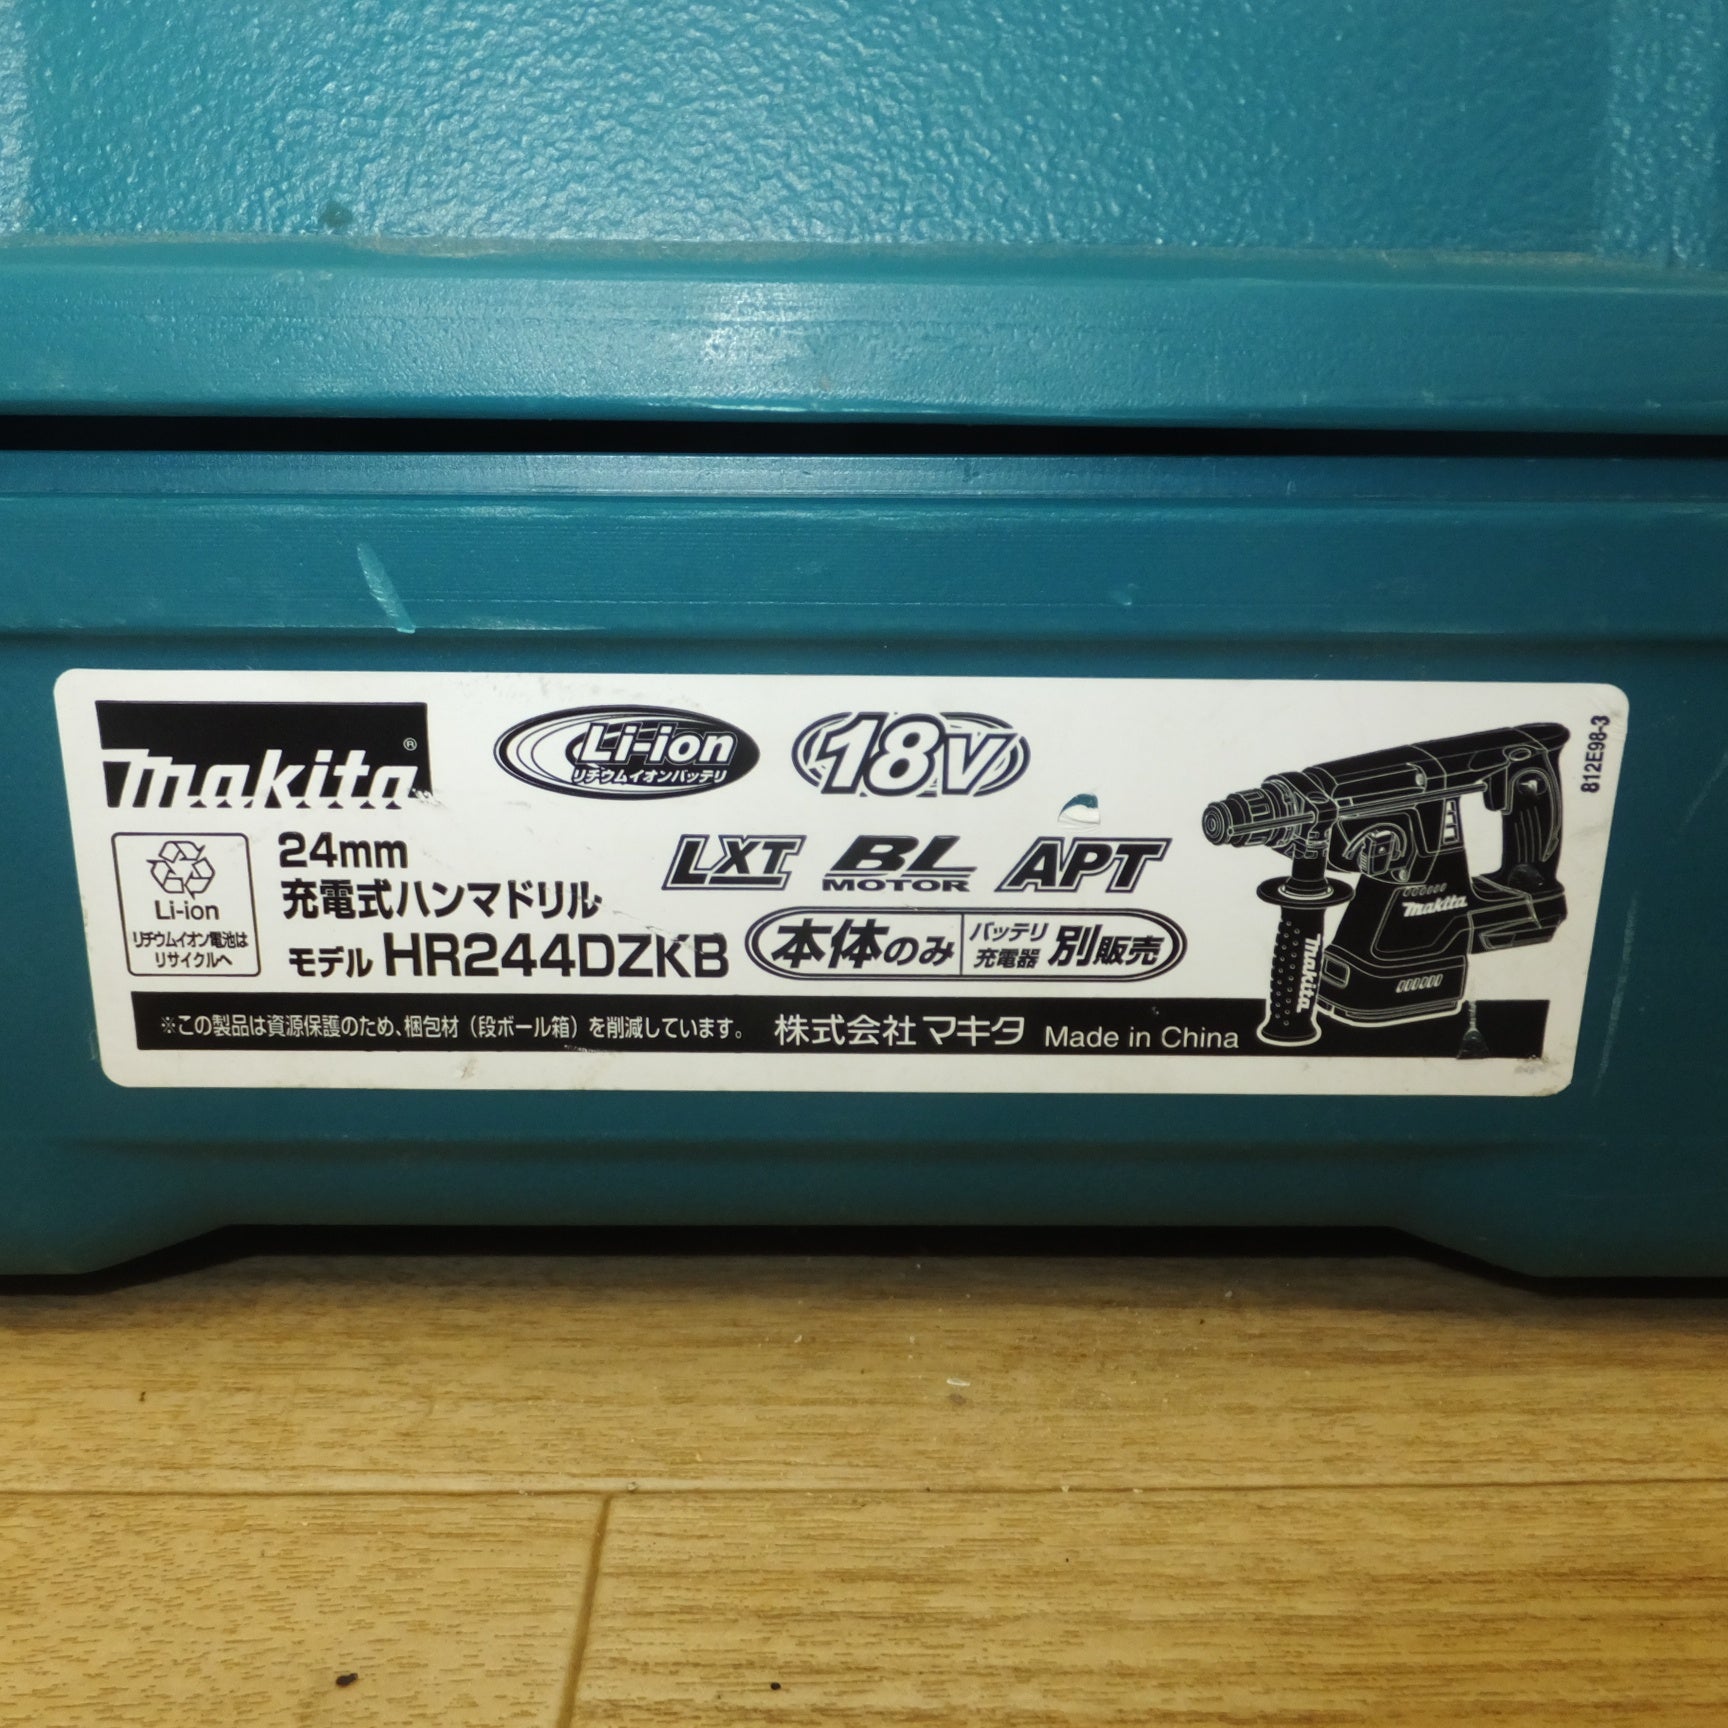 makita®
Li-ion
リチウムイオンバッテリ
18V
812E98-3
Li-ion
リチウムイオン電池は
リサイクルへ
24mm
充電式ハンマドリル
モデル HR244DZKB
LXT BL MOTOR APT
本体のみ バッテリ 充電器 別販売
makita
makita
※この製品は資源保護のため、梱包材（段ボール箱）を削減しています。 株式会社マキタ Made in China